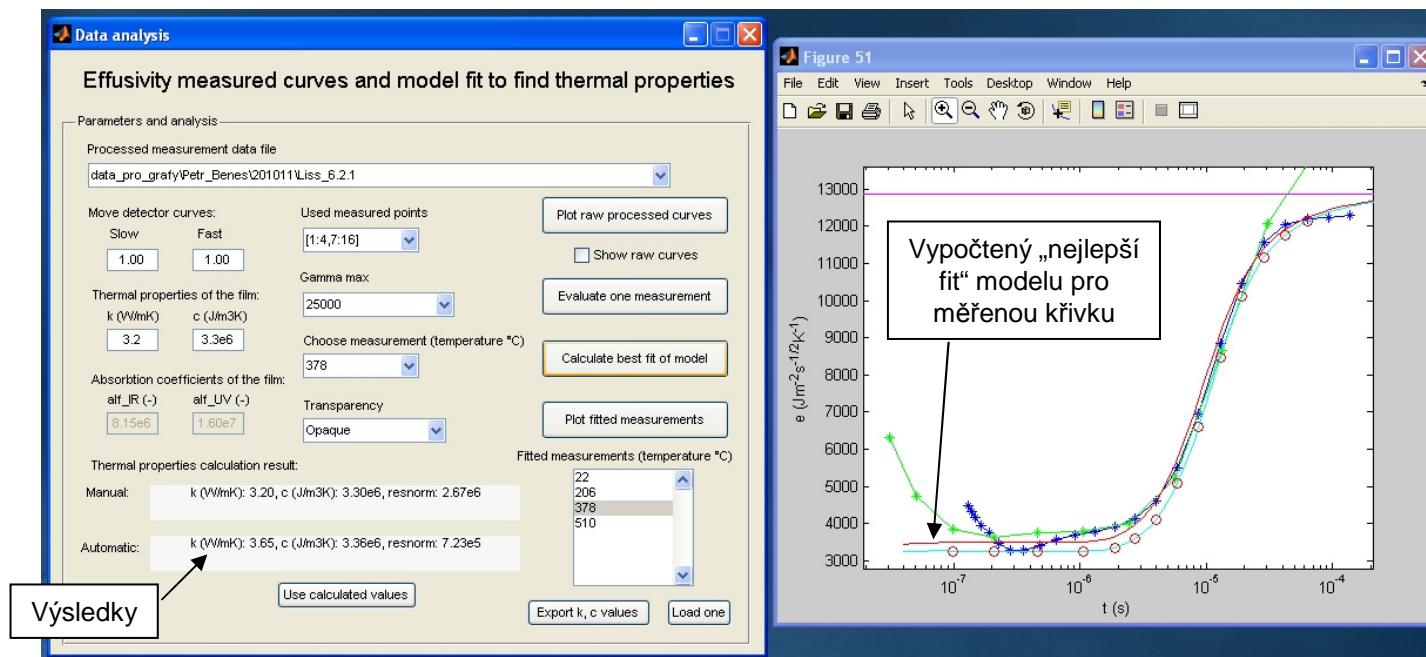 Data analysis
Effusivity measured curves and model fit to find thermal properties
Parameters and analysis
Processed measurement data file
data_pro_grafy\Petr_Benes\201011\Liss_6.2.1
Move detector curves:
Slow Fast
1.00 1.00
Used measured points
[1:4,7:16]
Plot raw processed curves
Show raw curves
Thermal properties of the film:
k (W/mK) c (J/m3K)
3.2 3.3e6
Gamma max
25000
Evaluate one measurement
Choose measurement (temperature °C)
378
Calculate best fit of model
Absorbtion coefficients of the film:
alf_IR (-) alf_UV (-)
8.15e6 1.60e7
Transparency
Opaque
Plot fitted measurements
Thermal properties calculation result:
Manual: k (W/mK): 3.20, c (J/m3K): 3.30e6, resnorm: 2.67e6
Automatic: k (W/mK): 3.65, c (J/m3K): 3.36e6, resnorm: 7.23e5
Fitted measurements (temperature °C)
22
206
378
510
Use calculated values
Export k, c values
Load one
Výsledky
Figure 51
File Edit View Insert Tools Desktop Window Help
13000
12000
11000
10000
9000
8000
7000
6000
5000
4000
3000
e (Jm-2s-1/2K-1)
10-7 10-6 10-5 10-4
t (s)
Vypočtený „nejlepší
fit“ modelu pro
měřenou křivku